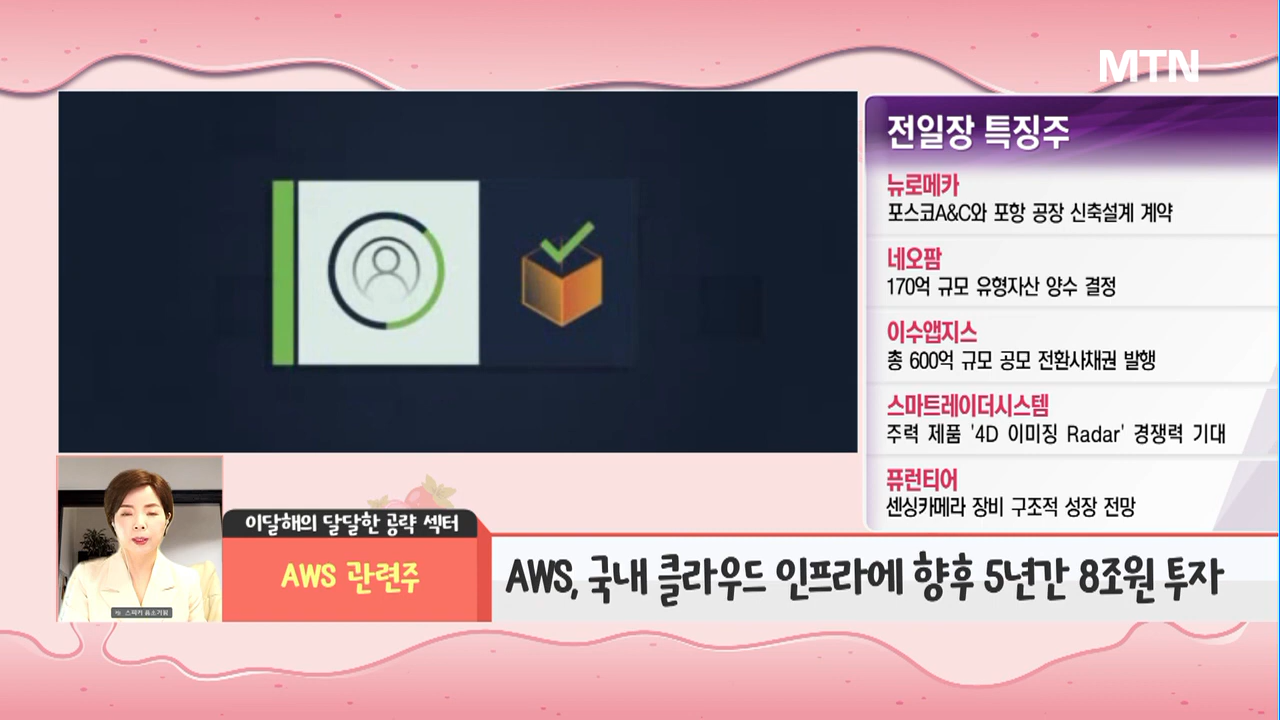 MTN
전일장 특징주
뉴로메카
포스코A&C와 포항 공장 신축설계 계약
네오팜
170억 규모 유형자산 양수 결정
이수앱지스
총 600억 규모 공모 전환사채권 발행
스마트레이더시스템
주력 제품 '4D 이미징 Radar' 경쟁력 기대
퓨런티어
센싱카메라 장비 구조적 성장 전망
이달해의 달달한 공략 섹터
AWS 관련주
AWS, 국내 클라우드 인프라에 향후 5년간 8조원 투자